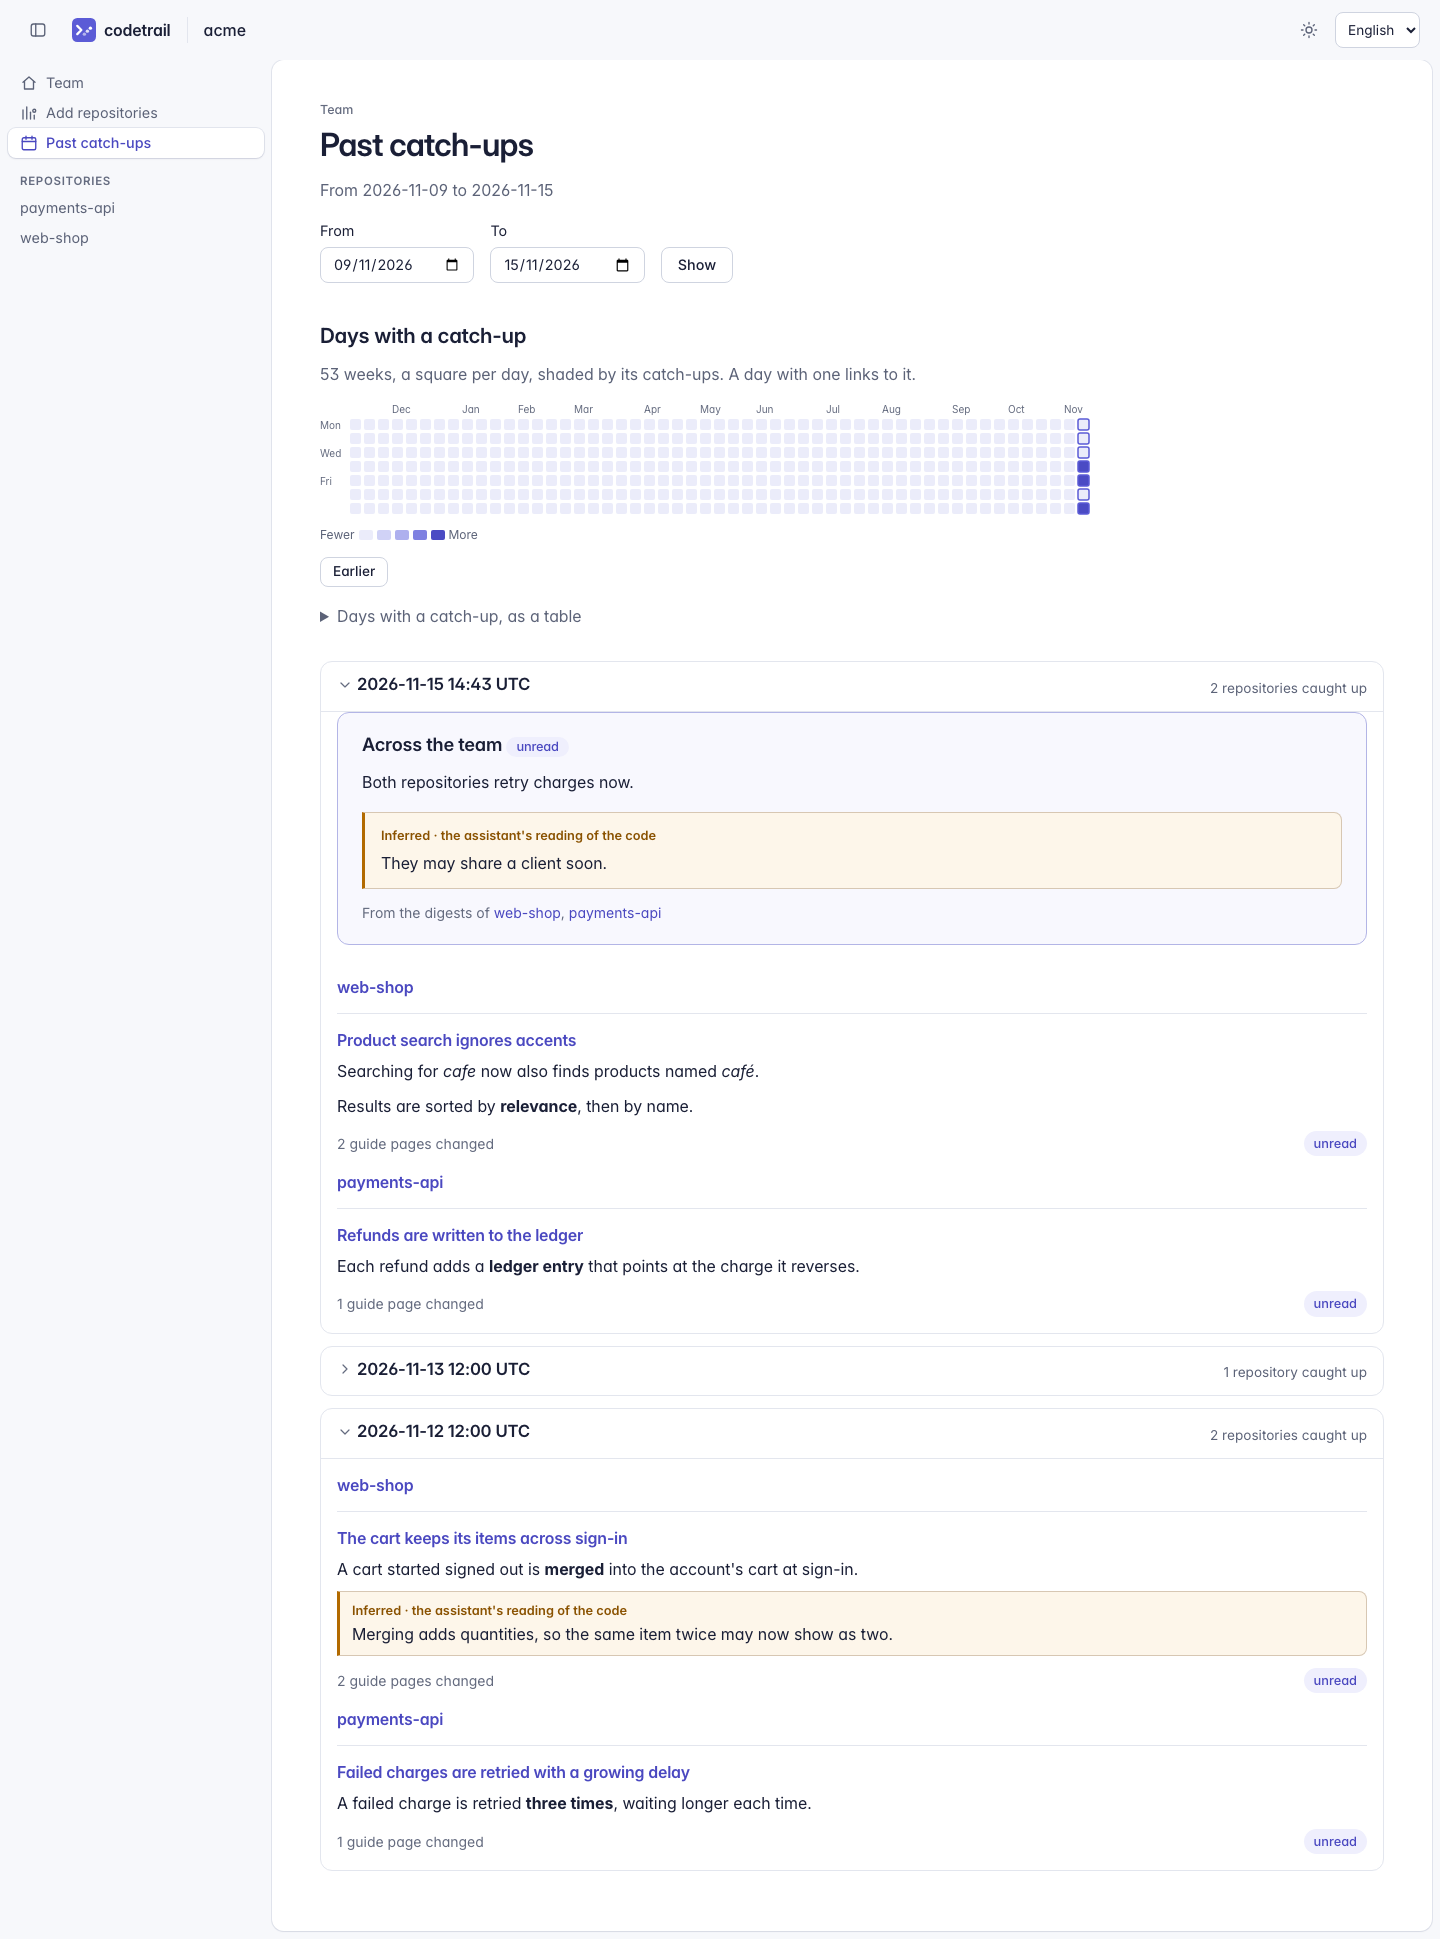 codetrail
acme
English
Team
Add repositories
Past catch-ups
REPOSITORIES
payments-api
web-shop
Team
Past catch-ups
From 2026-11-09 to 2026-11-15
From To
09/11/2026 15/11/2026 Show
Days with a catch-up
53 weeks, a square per day, shaded by its catch-ups. A day with one links to it.
Dec Jan Feb Mar Apr May Jun Jul Aug Sep Oct Nov
Mon
Wed
Fri
Fewer More
Earlier
Days with a catch-up, as a table
2026-11-15 14:43 UTC 2 repositories caught up
Across the team unread
Both repositories retry charges now.
Inferred · the assistant's reading of the code
They may share a client soon.
From the digests of web-shop, payments-api
web-shop
Product search ignores accents
Searching for cafe now also finds products named café.
Results are sorted by relevance, then by name.
2 guide pages changed unread
payments-api
Refunds are written to the ledger
Each refund adds a ledger entry that points at the charge it reverses.
1 guide page changed unread
2026-11-13 12:00 UTC 1 repository caught up
2026-11-12 12:00 UTC 2 repositories caught up
web-shop
The cart keeps its items across sign-in
A cart started signed out is merged into the account's cart at sign-in.
Inferred · the assistant's reading of the code
Merging adds quantities, so the same item twice may now show as two.
2 guide pages changed unread
payments-api
Failed charges are retried with a growing delay
A failed charge is retried three times, waiting longer each time.
1 guide page changed unread